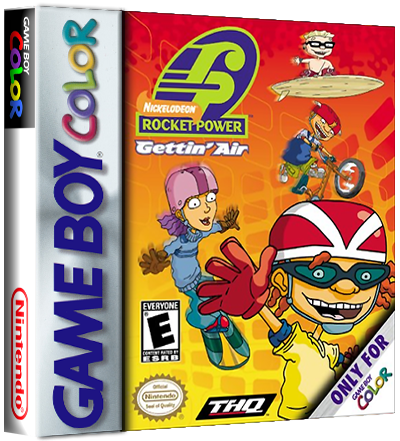 GAME BOY
COLOR
Nintendo
GAME BOY COLOR
NICKELODEON
ROCKET POWER
Gettin' Air
EVERYONE
E
CONTENT RATED BY
ESRB
Official
Nintendo
Seal of Quality
THQ
ONLY FOR
GAME BOY
COLOR